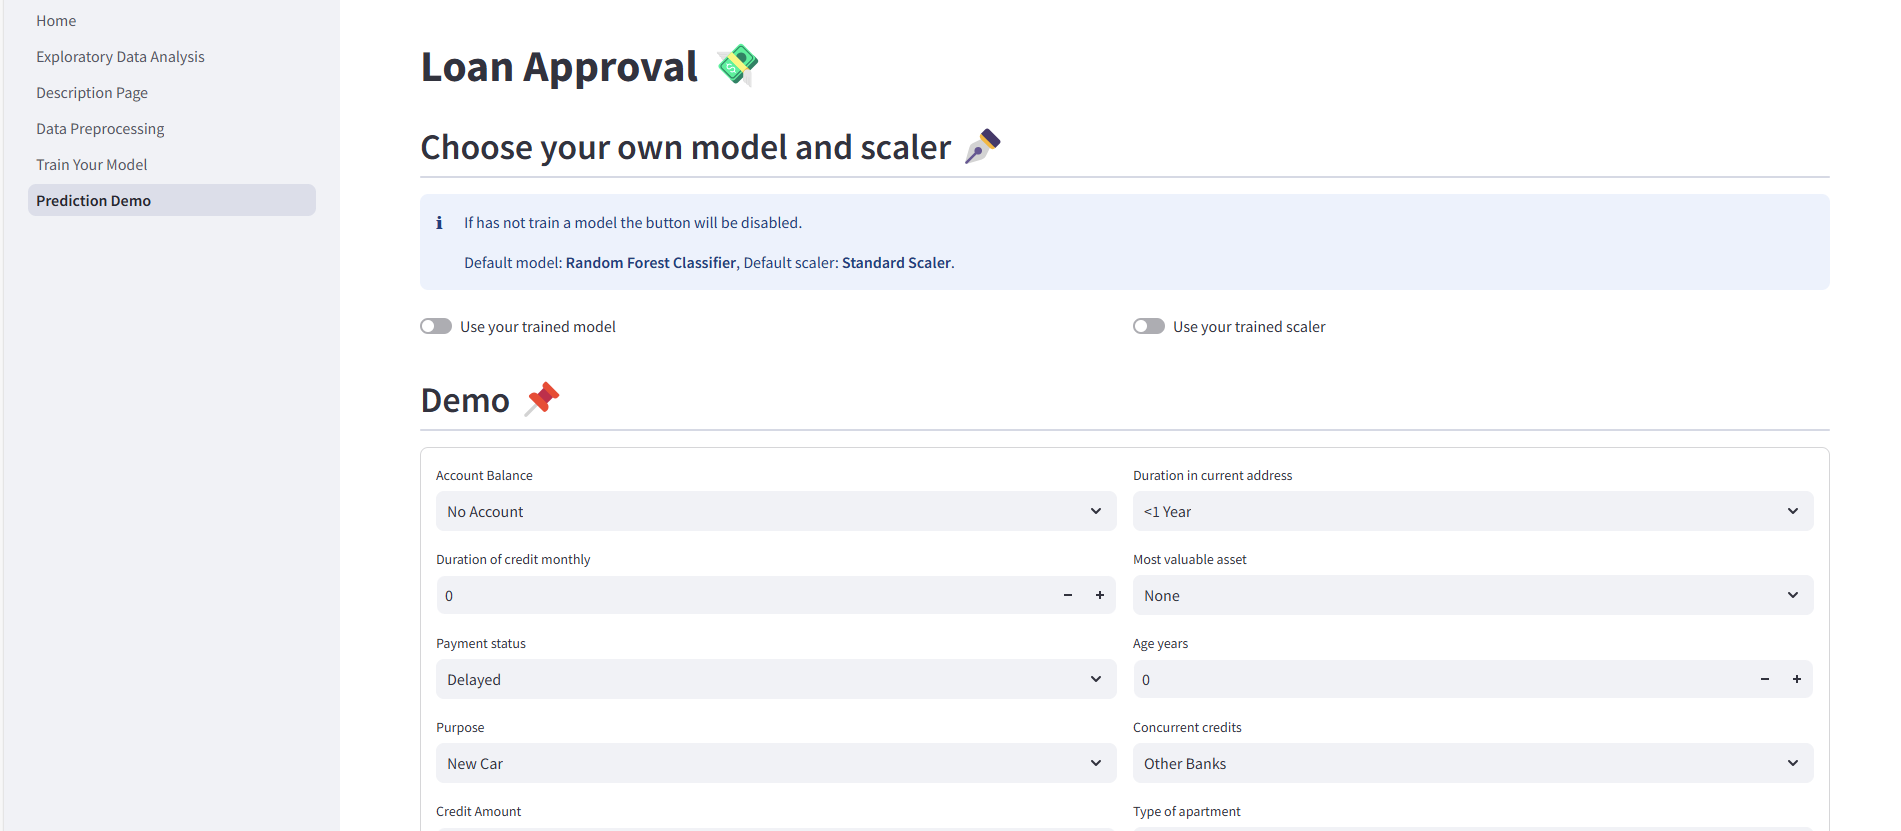 Home
Exploratory Data Analysis
Description Page
Data Preprocessing
Train Your Model
Prediction Demo
Loan Approval
Choose your own model and scaler
If has not train a model the button will be disabled.
Default model: Random Forest Classifier, Default scaler: Standard Scaler.
Use your trained model
Use your trained scaler
Demo
Account Balance
No Account
Duration in current address
<1 Year
Duration of credit monthly
0
Most valuable asset
None
Payment status
Delayed
Age years
0
Purpose
New Car
Concurrent credits
Other Banks
Credit Amount
Type of apartment